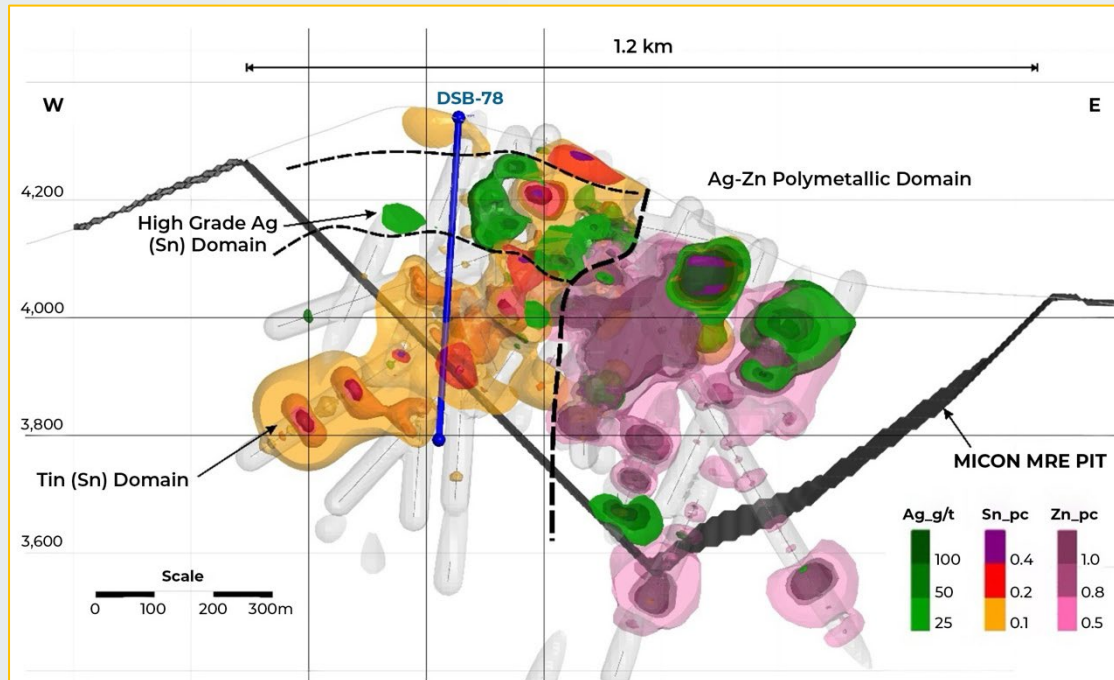 1.2 km
W
DSB-78
E
4,200
Ag-Zn Polymetallic Domain
High Grade Ag
(Sn) Domain
4,000
3,800
Tin (Sn) Domain
MICON MRE PIT
3,600
Scale
0 100 200 300m
Ag_g/t Sn_pc Zn_pc
100 0.4 1.0
50 0.2 0.8
25 0.1 0.5